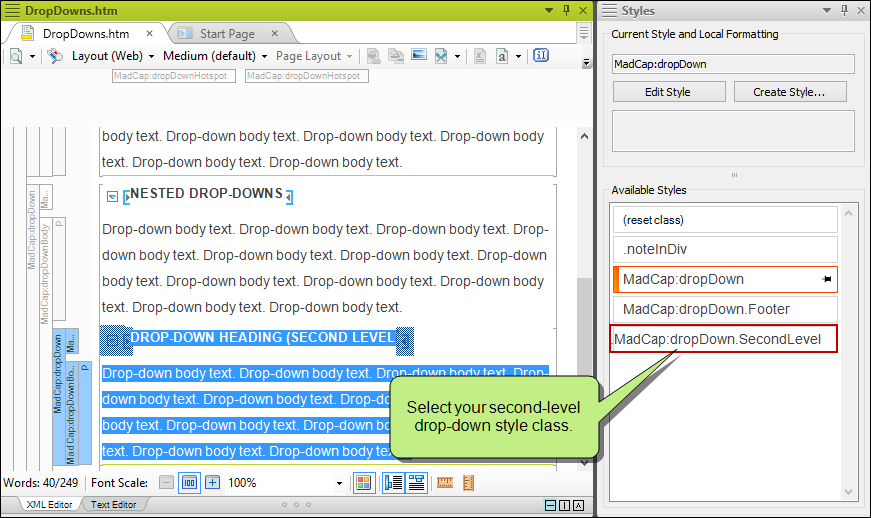 DropDowns.htm
DropDowns.htm
Start Page
Layout (Web)
Medium (default)
Page Layout
MadCap:dropDownHotspot
MadCap:dropDownHotspot
body text. Drop-down body text. Drop-down body text. Drop-down body
text. Drop-down body text. Drop-down body text.
NESTED DROP-DOWNS
Drop-down body text. Drop-down body text. Drop-down body text. Drop-
down body text. Drop-down body text. Drop-down body text. Drop-down
body text. Drop-down body text. Drop-down body text. Drop-down body
text. Drop-down body text. Drop-down body text.
DROP-DOWN HEADING (SECOND LEVEL
Drop-down body text. Drop-down body text. Drop-down body text. Drop-
down body text. Drop-down body text. Drop
body text. Drop-down body text. Drop-d
text. Drop-down body text. Drop-down
MadCap:dropDown
Ma...
MadCap:dropDownBody
p
MadCap:dropDown
Ma...
MadCap:dropDownBo...
p
Select your second-level
drop-down style class.
Words: 40/249
Font Scale:
100
100%
XML Editor
Text Editor
Styles
Current Style and Local Formatting
MadCap:dropDown
Edit Style
Create Style...
Available Styles
(reset class)
.noteInDiv
MadCap:dropDown
MadCap:dropDown.Footer
MadCap:dropDown.SecondLevel